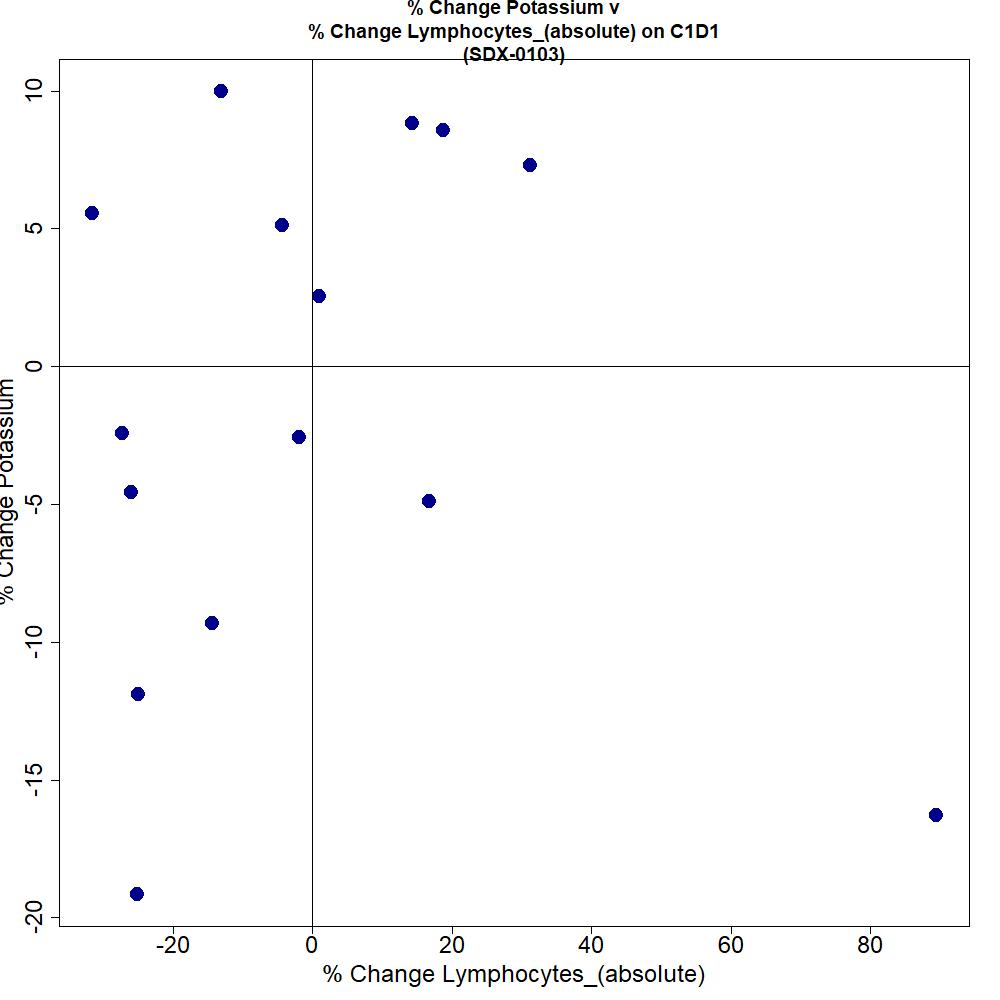 % Change Potassium v
% Change Lymphocytes_(absolute) on C1D1
(SDX-0103)
% Change Potassium
10
5
0
-5
-10
-15
-20
-20
0
20
40
60
80
% Change Lymphocytes_(absolute)